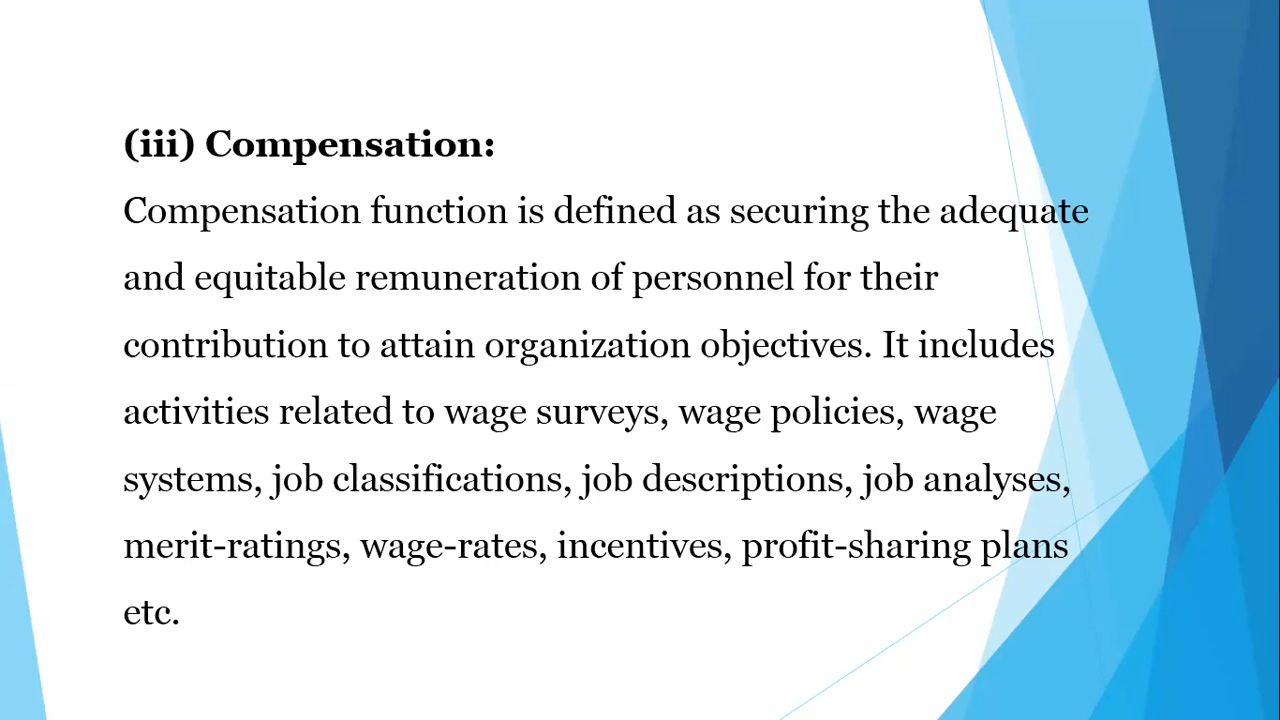 (iii) Compensation:
Compensation function is defined as securing the adequate
and equitable remuneration of personnel for their
contribution to attain organization objectives. It includes
activities related to wage surveys, wage policies, wage
systems, job classifications, job descriptions, job analyses,
merit-ratings, wage-rates, incentives, profit-sharing plans
etc.